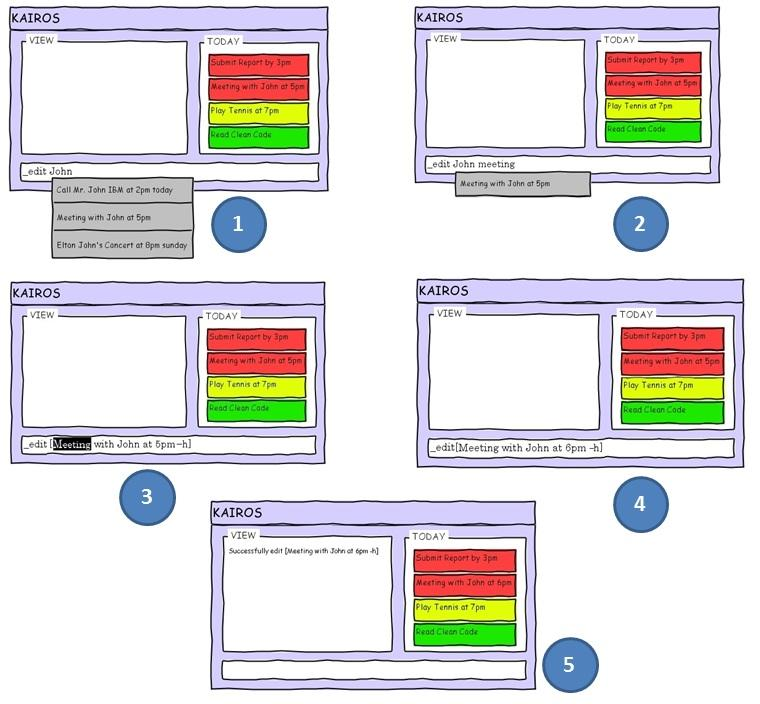 KAIROS
VIEW
TODAY
Submit Report by 3pm
Meeting with John at 5pm
Play Tennis at 7pm
Read Clean Code
_edit John
Call Mr. John IBM at 2pm today
Meeting with John at 5pm
Elton John's Concert at 8pm sunday
1
KAIROS
VIEW
TODAY
Submit Report by 3pm
Meeting with John at 5pm
Play Tennis at 7pm
Read Clean Code
_edit John meeting
Meeting with John at 5pm
2
KAIROS
VIEW
TODAY
Submit Report by 3pm
Meeting with John at 5pm
Play Tennis at 7pm
Read Clean Code
_edit [Meeting with John at 5pm-h]
3
KAIROS
VIEW
TODAY
Submit Report by 3pm
Meeting with John at 5pm
Play Tennis at 7pm
Read Clean Code
_edit[Meeting with John at 6pm -h]
4
KAIROS
VIEW
Successfully edit [Meeting with John at 6pm -h]
TODAY
Submit Report by 3pm
Meeting with John at 6pm
Play Tennis at 7pm
Read Clean Code
5